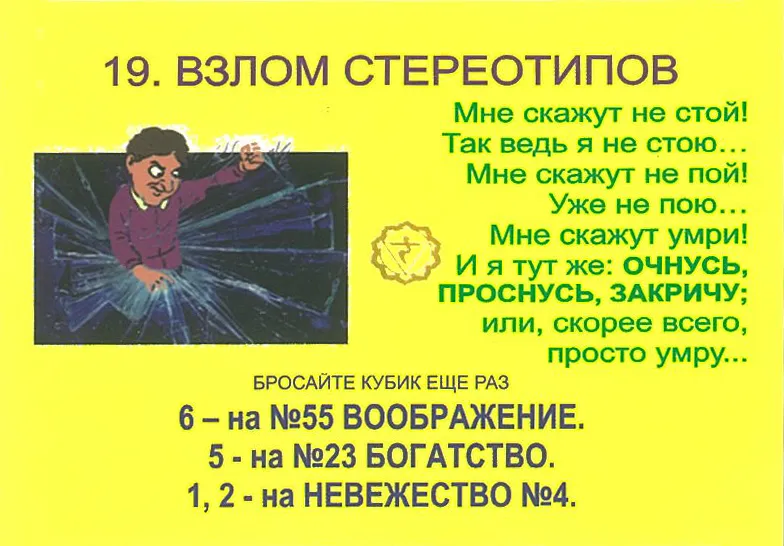 19. ВЗЛОМ СТЕРЕОТИПОВ
Мне скажут не стой!
Так ведь я не стою...
Мне скажут не пой!
Уже не пою...
Мне скажут умри!
И я тут же: ОЧНУСЬ,
ПРОСНУСЬ, ЗАКРИЧУ;
или, скорее всего,
просто умру...
БРОСАЙТЕ КУБИК ЕЩЕ РАЗ
6 – на №55 ВООБРАЖЕНИЕ.
5 - на №23 БОГАТСТВО.
1, 2 - на НЕВЕЖЕСТВО №4.